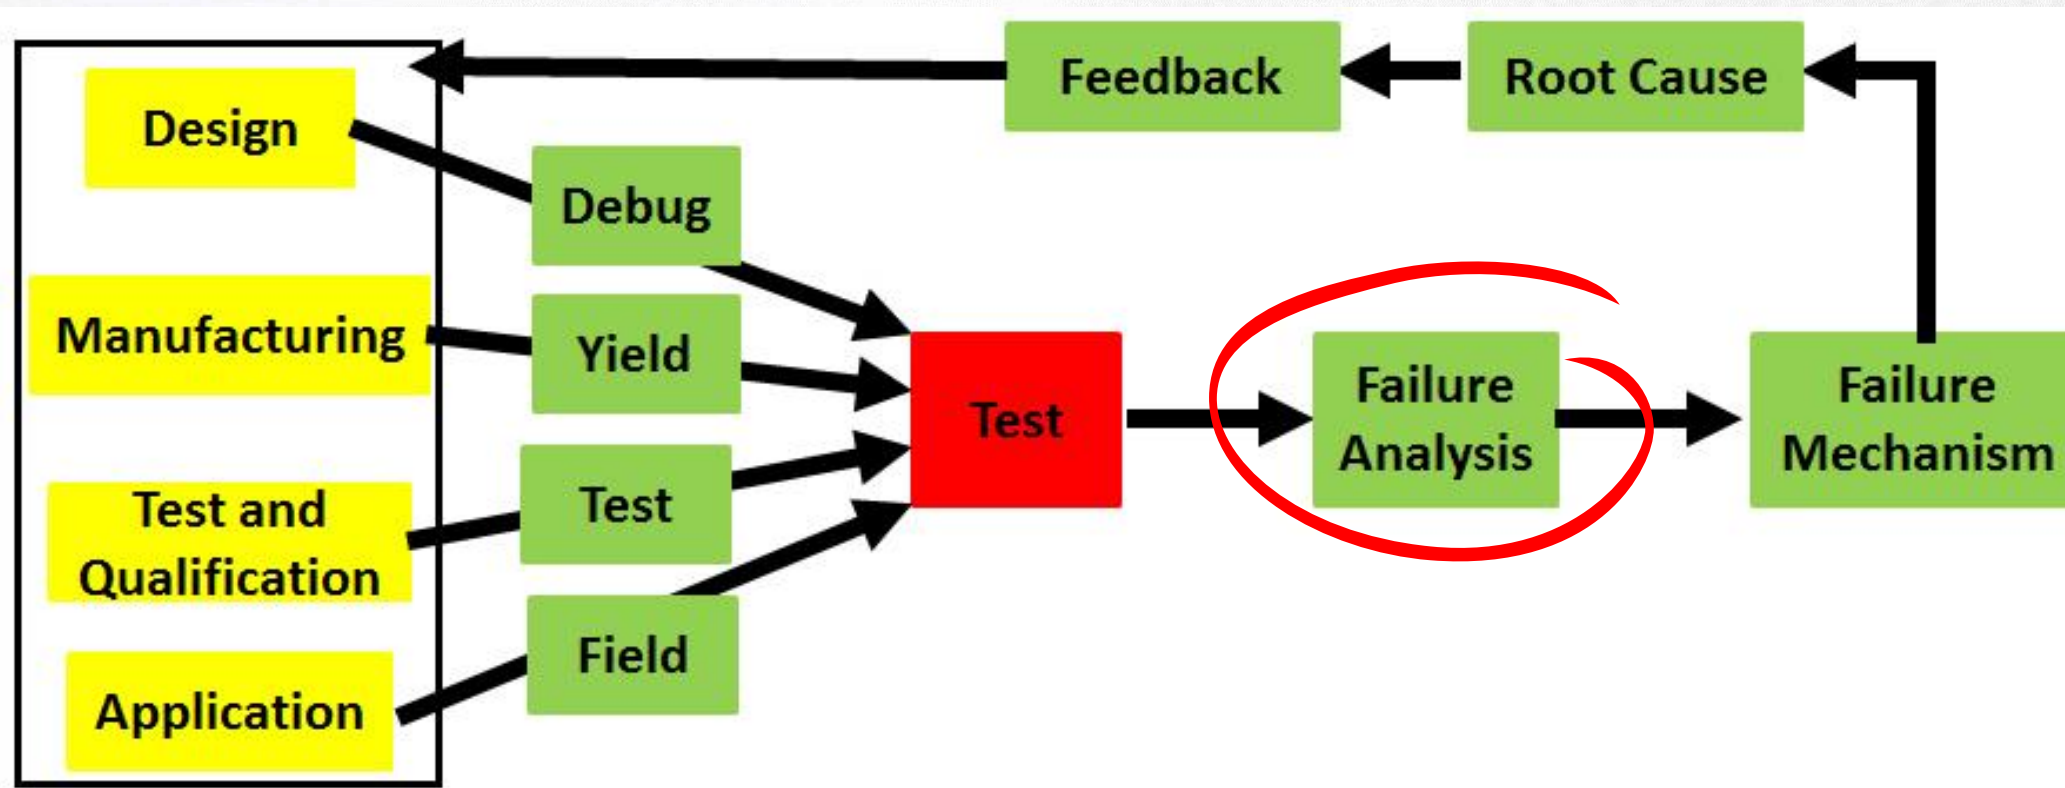 Design
Manufacturing
Test and
Qualification
Application
Debug
Yield
Test
Field
Test
Failure
Analysis
Failure
Mechanism
Root Cause
Feedback